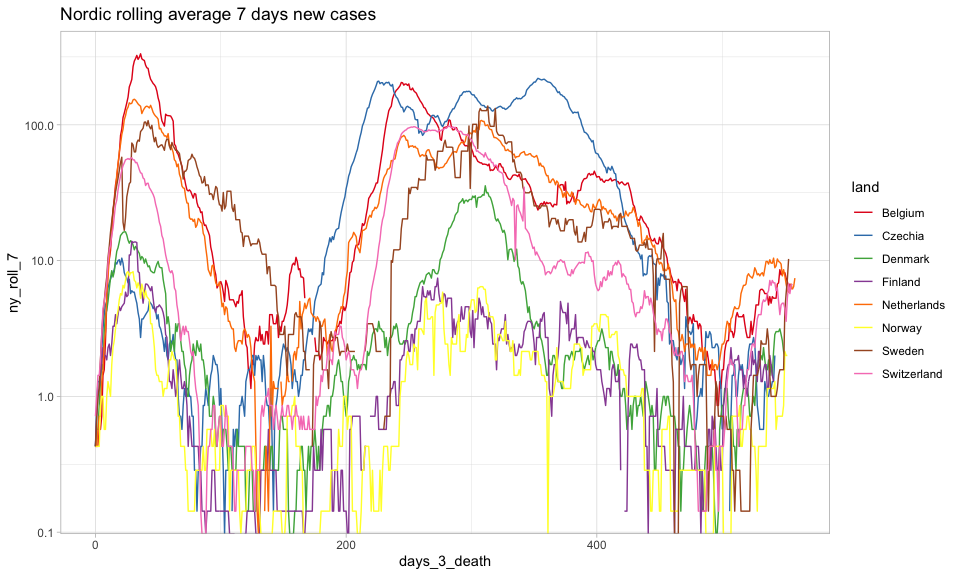 Nordic rolling average 7 days new cases
ny_roll_7
100.0
10.0
1.0
0.1
0
200
400
days_3_death
land
Belgium
Czechia
Denmark
Finland
Netherlands
Norway
Sweden
Switzerland